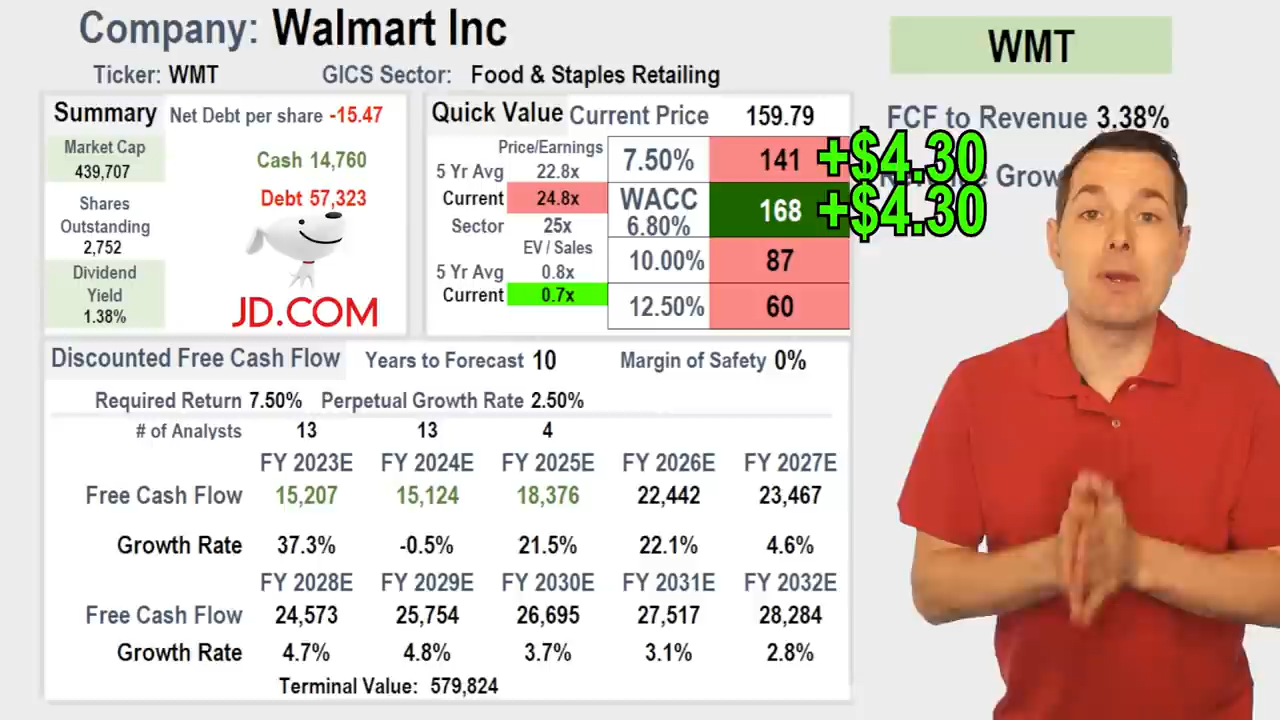 Company: Walmart Inc
Ticker: WMT GICS Sector: Food & Staples Retailing
WMT
FCF to Revenue 3.38%
Revenue Grow
Summary Net Debt per share -15.47
Market Cap
439,707
Cash 14,760
Shares
Outstanding
2,752
Debt 57,323
Dividend
Yield
1.38%
JD.COM
Quick Value Current Price 159.79
Price/Earnings
5 Yr Avg 22.8x
Current 24.8x
Sector 25x
EV / Sales
5 Yr Avg 0.8x
Current 0.7x
7.50% 141 +$4.30
WACC
6.80% 168 +$4.30
10.00% 87
12.50% 60
Discounted Free Cash Flow Years to Forecast 10 Margin of Safety 0%
Required Return 7.50% Perpetual Growth Rate 2.50%
# of Analysts 13 13 4
FY 2023E FY 2024E FY 2025E FY 2026E FY 2027E
Free Cash Flow 15,207 15,124 18,376 22,442 23,467
Growth Rate 37.3% -0.5% 21.5% 22.1% 4.6%
FY 2028E FY 2029E FY 2030E FY 2031E FY 2032E
Free Cash Flow 24,573 25,754 26,695 27,517 28,284
Growth Rate 4.7% 4.8% 3.7% 3.1% 2.8%
Terminal Value: 579,824